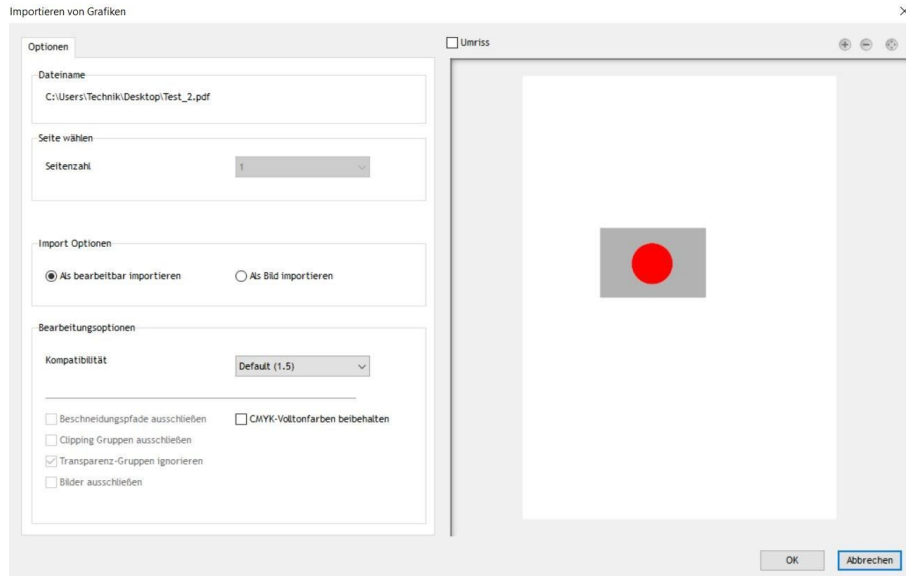 Importieren von Grafiken
Optionen
Dateiname
C:\Users\Technik\Desktop\Test_2.pdf
Seite wählen
Seitenzahl
1
Import Optionen
Als bearbeitbar importieren
Als Bild importieren
Bearbeitungsoptionen
Kompatibilität
Default (1.5)
Beschneidungspfade ausschließen
CMYK-Volltonfarben beibehalten
Clipping Gruppen ausschließen
Transparenz-Gruppen ignorieren
Bilder ausschließen
Umriss
OK
Abbrechen